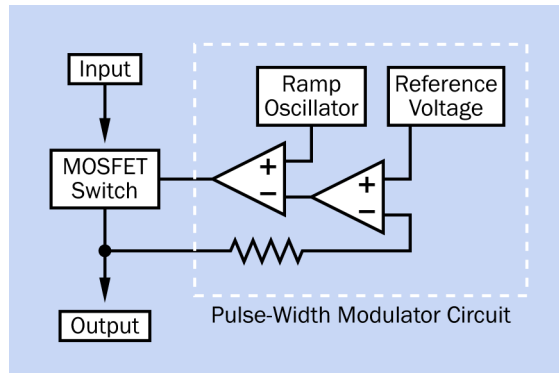 Input
Ramp
Oscillator
Reference
Voltage
MOSFET
Switch
+
−
+
−
Output
Pulse-Width Modulator Circuit